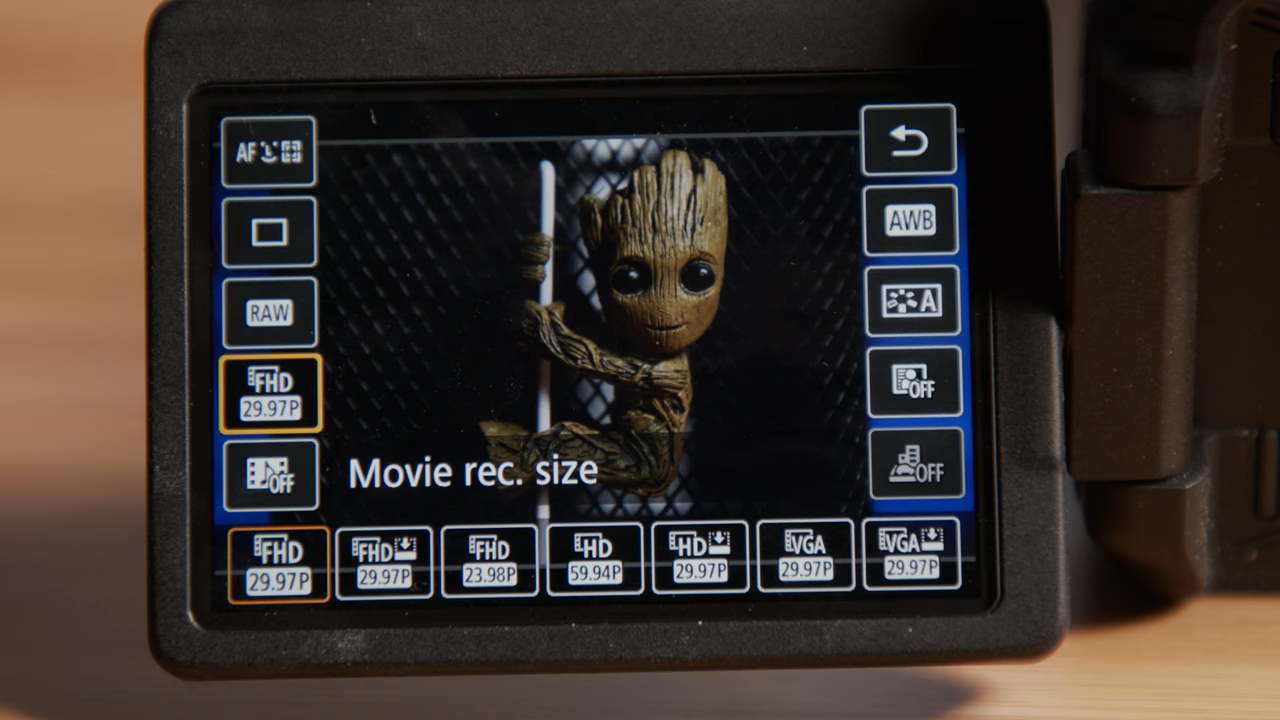 AF
AWB
RAW
A
FHD
29.97P
OFF
OFF
OFF
Movie rec. size
FHD
29.97P
FHD
29.97P
FHD
23.98P
HD
59.94P
HD
29.97P
VGA
29.97P
VGA
29.97P